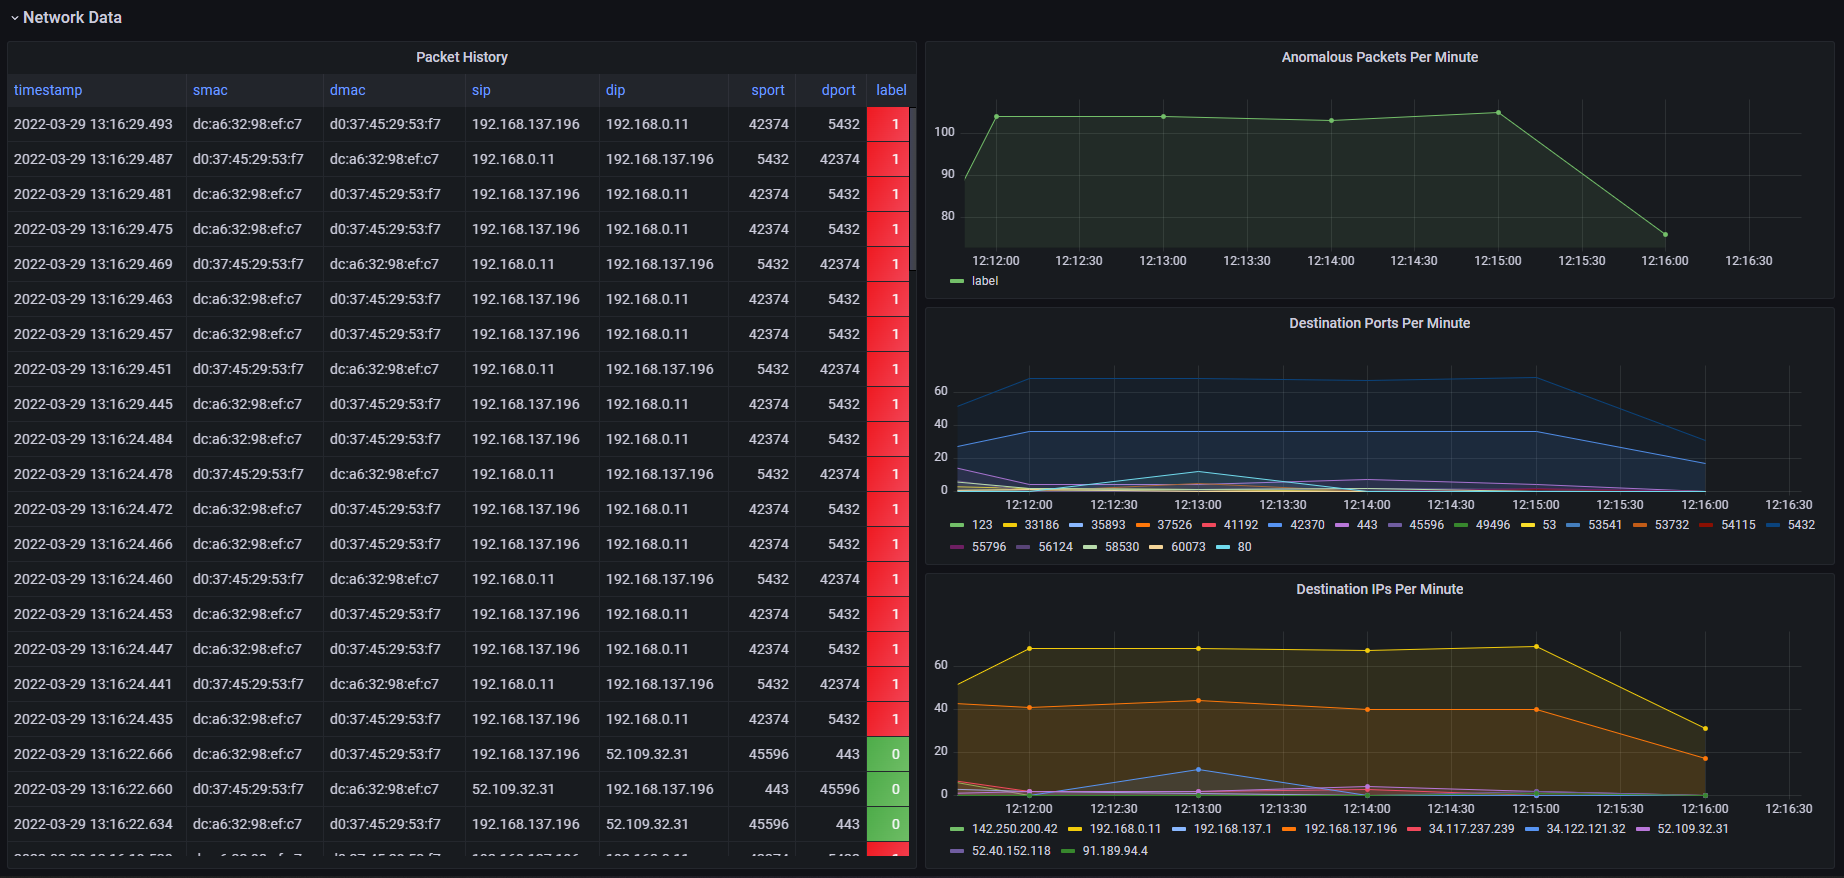 Network Data
Packet History
timestamp smac dmac sip dip sport dport label
2022-03-29 13:16:29.493 dc:a6:32:98:ef:c7 d0:37:45:29:53:f7 192.168.137.196 192.168.0.11 42374 5432 1
2022-03-29 13:16:29.487 d0:37:45:29:53:f7 dc:a6:32:98:ef:c7 192.168.0.11 192.168.137.196 5432 42374 1
2022-03-29 13:16:29.481 dc:a6:32:98:ef:c7 d0:37:45:29:53:f7 192.168.137.196 192.168.0.11 42374 5432 1
2022-03-29 13:16:29.475 dc:a6:32:98:ef:c7 d0:37:45:29:53:f7 192.168.137.196 192.168.0.11 42374 5432 1
2022-03-29 13:16:29.469 d0:37:45:29:53:f7 dc:a6:32:98:ef:c7 192.168.0.11 192.168.137.196 5432 42374 1
2022-03-29 13:16:29.463 dc:a6:32:98:ef:c7 d0:37:45:29:53:f7 192.168.137.196 192.168.0.11 42374 5432 1
2022-03-29 13:16:29.457 dc:a6:32:98:ef:c7 d0:37:45:29:53:f7 192.168.137.196 192.168.0.11 42374 5432 1
2022-03-29 13:16:29.451 d0:37:45:29:53:f7 dc:a6:32:98:ef:c7 192.168.0.11 192.168.137.196 5432 42374 1
2022-03-29 13:16:29.445 dc:a6:32:98:ef:c7 d0:37:45:29:53:f7 192.168.137.196 192.168.0.11 42374 5432 1
2022-03-29 13:16:24.484 dc:a6:32:98:ef:c7 d0:37:45:29:53:f7 192.168.137.196 192.168.0.11 42374 5432 1
2022-03-29 13:16:24.478 d0:37:45:29:53:f7 dc:a6:32:98:ef:c7 192.168.0.11 192.168.137.196 5432 42374 1
2022-03-29 13:16:24.472 dc:a6:32:98:ef:c7 d0:37:45:29:53:f7 192.168.137.196 192.168.0.11 42374 5432 1
2022-03-29 13:16:24.466 dc:a6:32:98:ef:c7 d0:37:45:29:53:f7 192.168.137.196 192.168.0.11 42374 5432 1
2022-03-29 13:16:24.460 d0:37:45:29:53:f7 dc:a6:32:98:ef:c7 192.168.0.11 192.168.137.196 5432 42374 1
2022-03-29 13:16:24.453 dc:a6:32:98:ef:c7 d0:37:45:29:53:f7 192.168.137.196 192.168.0.11 42374 5432 1
2022-03-29 13:16:24.447 dc:a6:32:98:ef:c7 d0:37:45:29:53:f7 192.168.137.196 192.168.0.11 42374 5432 1
2022-03-29 13:16:24.441 d0:37:45:29:53:f7 dc:a6:32:98:ef:c7 192.168.0.11 192.168.137.196 5432 42374 1
2022-03-29 13:16:24.435 dc:a6:32:98:ef:c7 d0:37:45:29:53:f7 192.168.137.196 192.168.0.11 42374 5432 1
2022-03-29 13:16:22.666 dc:a6:32:98:ef:c7 d0:37:45:29:53:f7 192.168.137.196 52.109.32.31 45596 443 0
2022-03-29 13:16:22.660 d0:37:45:29:53:f7 dc:a6:32:98:ef:c7 52.109.32.31 192.168.137.196 443 45596 0
2022-03-29 13:16:22.634 dc:a6:32:98:ef:c7 d0:37:45:29:53:f7 192.168.137.196 52.109.32.31 45596 443 0
Anomalous Packets Per Minute
100
90
80
12:12:00 12:12:30 12:13:00 12:13:30 12:14:00 12:14:30 12:15:00 12:15:30 12:16:00 12:16:30
label
Destination Ports Per Minute
60
40
20
0
12:12:00 12:12:30 12:13:00 12:13:30 12:14:00 12:14:30 12:15:00 12:15:30 12:16:00 12:16:30
123 33186 35893 37526 41192 42370 443 45596 49496 53 53541 53732 54115 5432
55796 56124 58530 60073 80
Destination IPs Per Minute
60
40
20
0
12:12:00 12:12:30 12:13:00 12:13:30 12:14:00 12:14:30 12:15:00 12:15:30 12:16:00 12:16:30
142.250.200.42 192.168.0.11 192.168.137.1 192.168.137.196 34.117.237.239 34.122.121.32 52.109.32.31
52.40.152.118 91.189.94.4